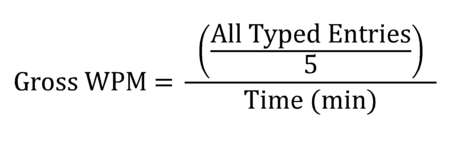 Gross WPM = (All Typed Entries / 5) / Time (min)